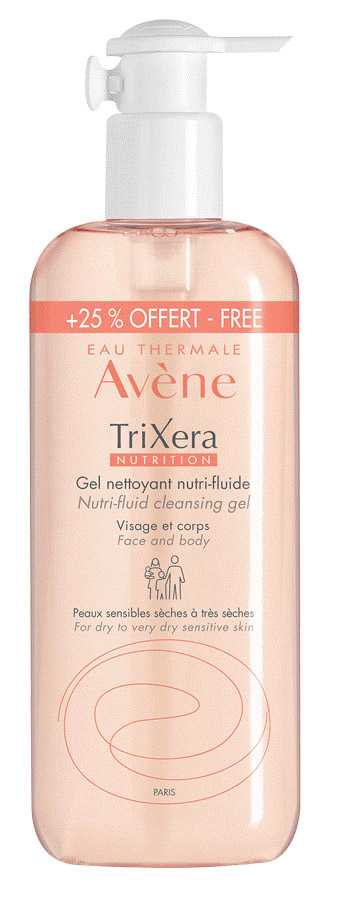 +25 % OFFERT - FREE
EAU THERMALE
Avène
TriXera
NUTRITION
Gel nettoyant nutri-fluide
Nutri-fluid cleansing gel
Visage et corps
Face and body
Peaux sensibles sèches à très sèches
For dry to very dry sensitive skin
PARIS